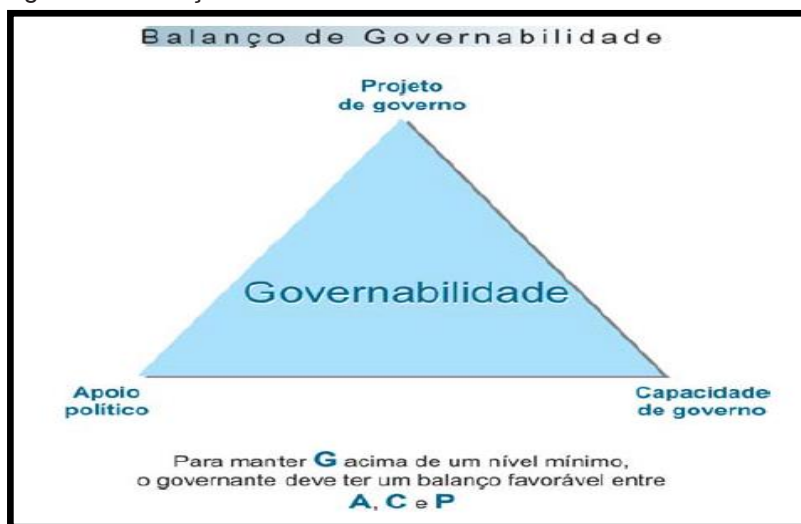 Balanço de Governabilidade
Projeto
de governo
Governabilidade
Apoio
político
Capacidade
de governo
Para manter G acima de um nível mínimo,
o governante deve ter um balanço favorável entre
A, C e P